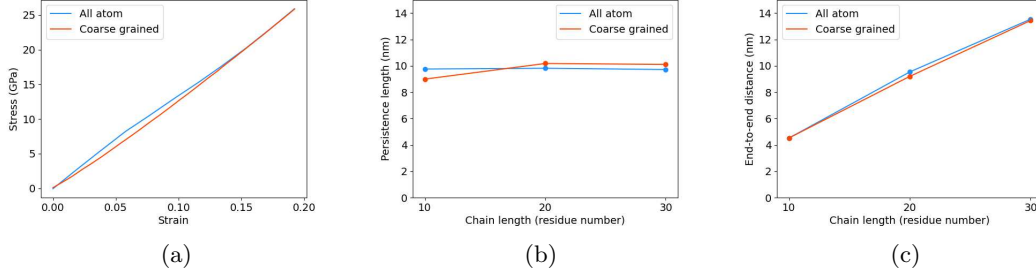 All atom
Coarse grained
Stress (GPa)
25
20
15
10
5
0
0.00 0.05 0.10 0.15 0.20
Strain
(a)
All atom
Coarse grained
Persistence length (nm)
14
12
10
8
6
4
2
0
10 20 30
Chain length (residue number)
(b)
All atom
Coarse grained
End-to-end distance (nm)
14
12
10
8
6
4
2
0
10 20 30
Chain length (residue number)
(c)